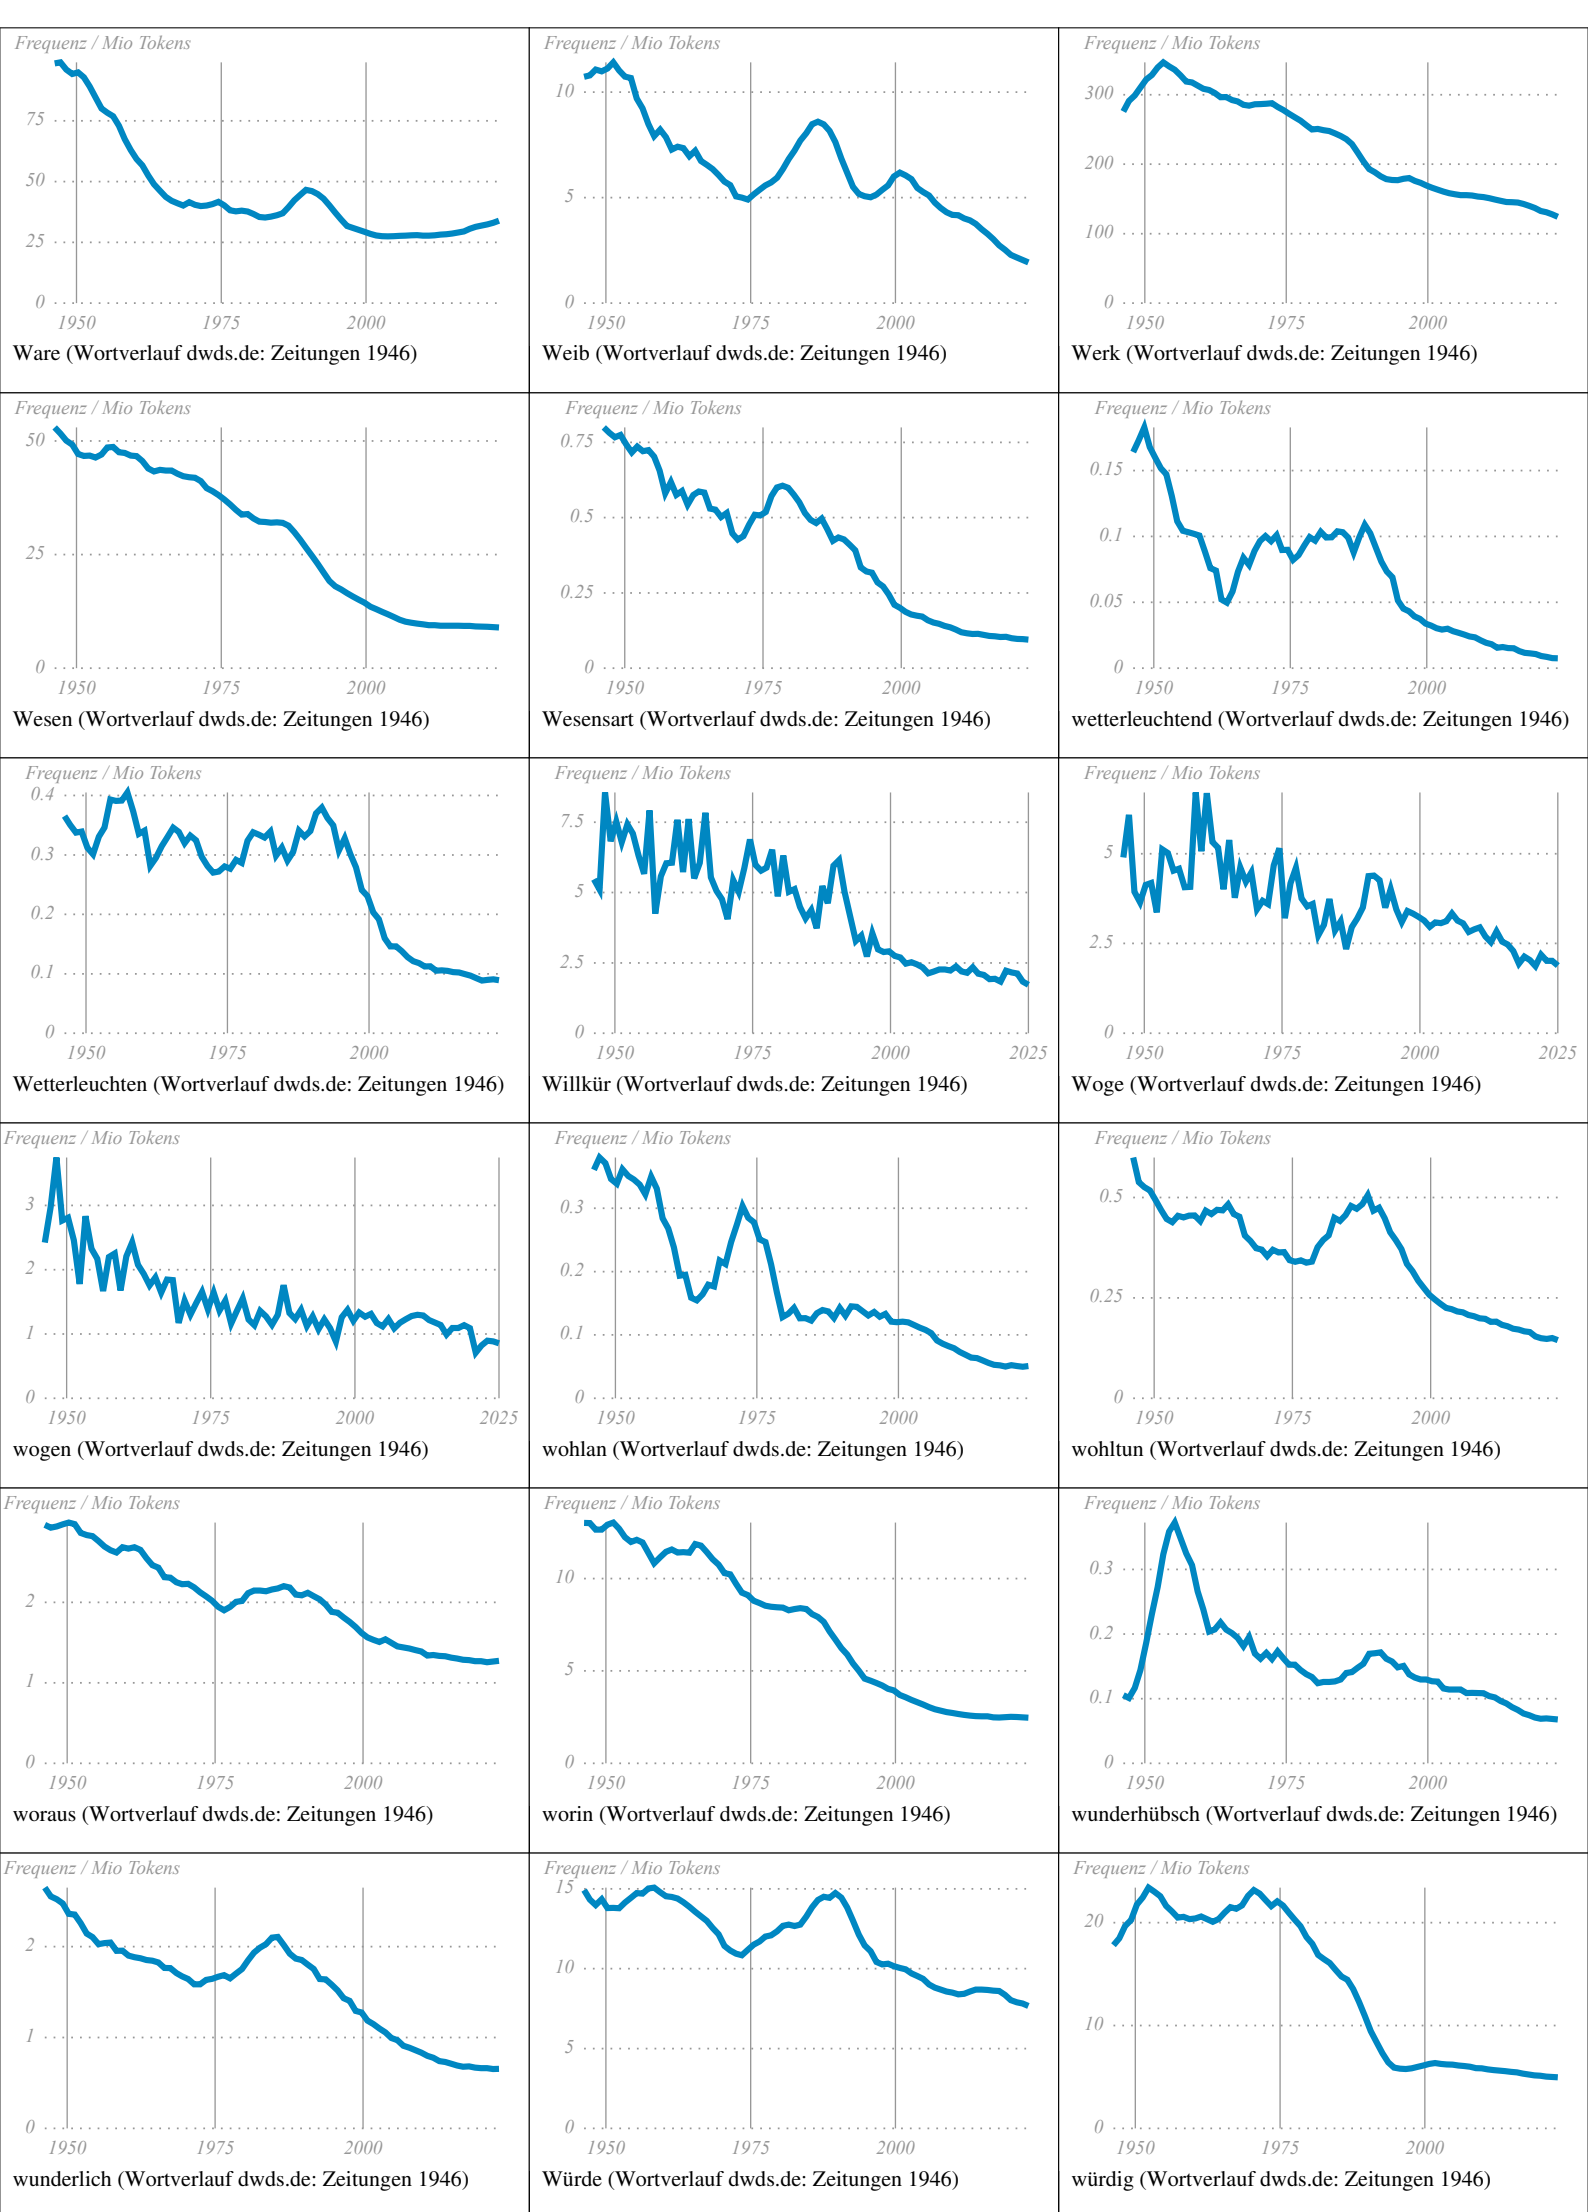 Frequenz / Mio Tokens
75
50
25
0
1950 1975 2000
Ware (Wortverlauf dwds.de: Zeitungen 1946)
Frequenz / Mio Tokens
10
5
0
1950 1975 2000
Weib (Wortverlauf dwds.de: Zeitungen 1946)
Frequenz / Mio Tokens
300
200
100
0
1950 1975 2000
Werk (Wortverlauf dwds.de: Zeitungen 1946)
Frequenz / Mio Tokens
50
25
0
1950 1975 2000
Wesen (Wortverlauf dwds.de: Zeitungen 1946)
Frequenz / Mio Tokens
0.75
0.5
0.25
0
1950 1975 2000
Wesensart (Wortverlauf dwds.de: Zeitungen 1946)
Frequenz / Mio Tokens
0.15
0.1
0.05
0
1950 1975 2000
wetterleuchtend (Wortverlauf dwds.de: Zeitungen 1946)
Frequenz / Mio Tokens
0.4
0.3
0.2
0.1
0
1950 1975 2000
Wetterleuchten (Wortverlauf dwds.de: Zeitungen 1946)
Frequenz / Mio Tokens
7.5
5
2.5
0
1950 1975 2000 2025
Willkür (Wortverlauf dwds.de: Zeitungen 1946)
Frequenz / Mio Tokens
5
2.5
0
1950 1975 2000 2025
Woge (Wortverlauf dwds.de: Zeitungen 1946)
Frequenz / Mio Tokens
3
2
1
0
1950 1975 2000 2025
wogen (Wortverlauf dwds.de: Zeitungen 1946)
Frequenz / Mio Tokens
0.3
0.2
0.1
0
1950 1975 2000
wohlan (Wortverlauf dwds.de: Zeitungen 1946)
Frequenz / Mio Tokens
0.5
0.25
0
1950 1975 2000
wohltun (Wortverlauf dwds.de: Zeitungen 1946)
Frequenz / Mio Tokens
2
1
0
1950 1975 2000
woraus (Wortverlauf dwds.de: Zeitungen 1946)
Frequenz / Mio Tokens
10
5
0
1950 1975 2000
worin (Wortverlauf dwds.de: Zeitungen 1946)
Frequenz / Mio Tokens
0.3
0.2
0.1
0
1950 1975 2000
wunderhübsch (Wortverlauf dwds.de: Zeitungen 1946)
Frequenz / Mio Tokens
2
1
0
1950 1975 2000
wunderlich (Wortverlauf dwds.de: Zeitungen 1946)
Frequenz / Mio Tokens
15
10
5
0
1950 1975 2000
Würde (Wortverlauf dwds.de: Zeitungen 1946)
Frequenz / Mio Tokens
20
10
0
1950 1975 2000
würdig (Wortverlauf dwds.de: Zeitungen 1946)